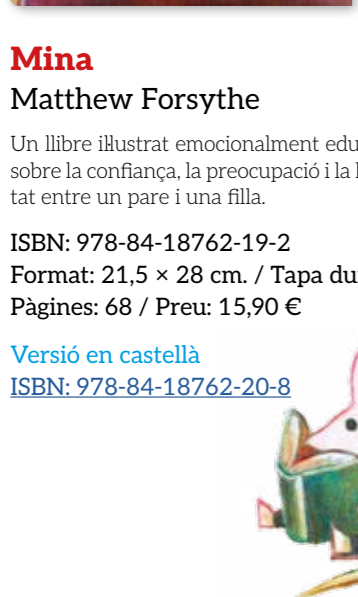 Mina
Matthew Forsythe
Un llibre il·lustrat emocionalment edu
sobre la confiança, la preocupació i la l
tat entre un pare i una filla.
ISBN: 978-84-18762-19-2
Format: 21,5 × 28 cm. / Tapa du
Pàgines: 68 / Preu: 15,90 €
Versió en castellà
ISBN: 978-84-18762-20-8